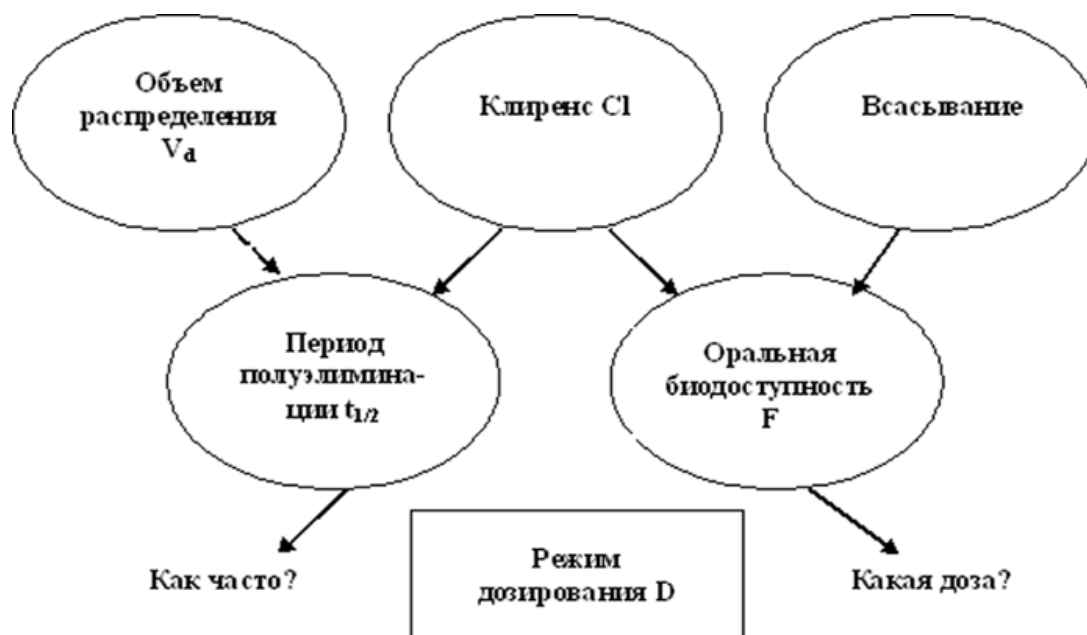 Объем
распределения
Vd
Клиренс Cl
Всасывание
Период
полуэлимина-
ции t1/2
Оральная
биодоступность
F
Как часто?
Режим
дозирования D
Какая доза?